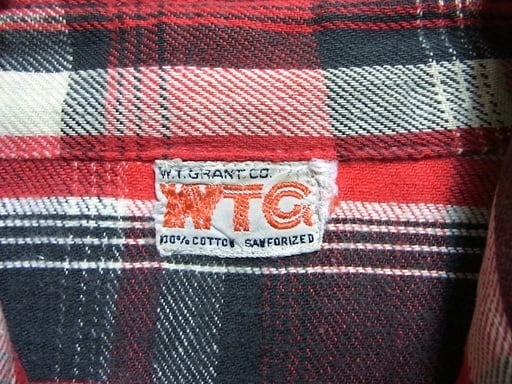 W.T.GRANT CO.
WTG
100% COTTON SANFORIZED